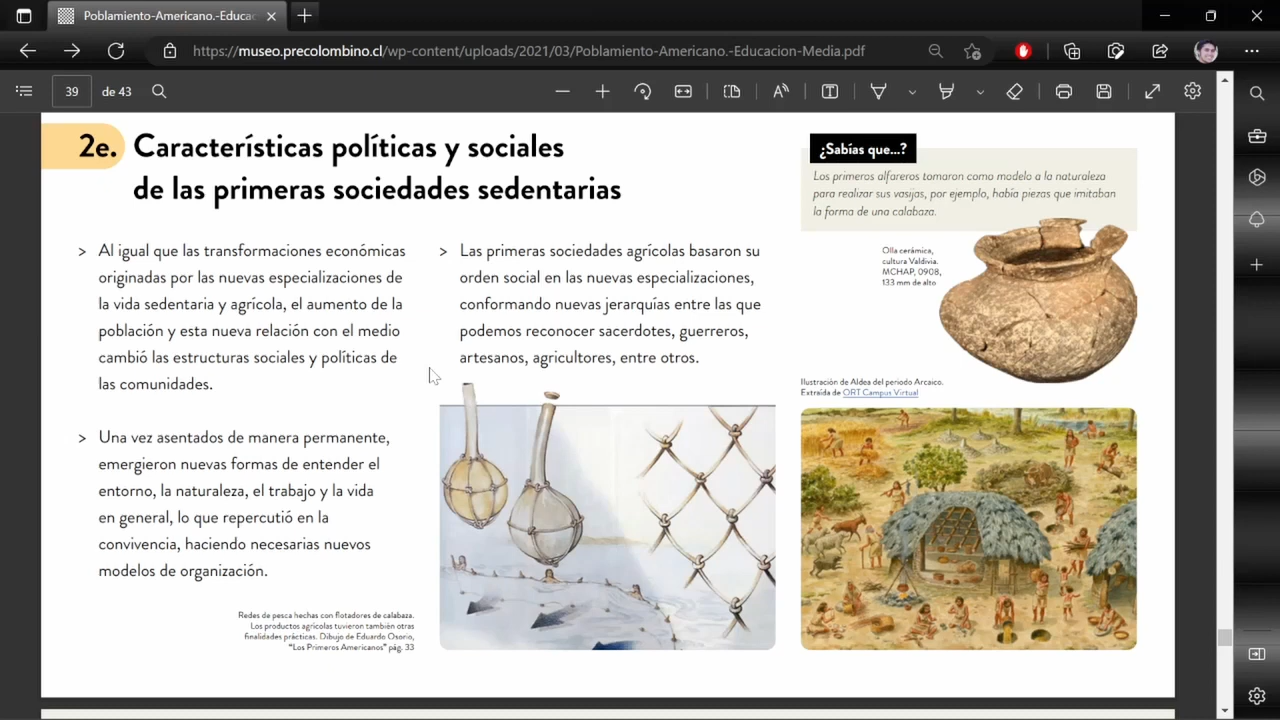 Poblamiento-Americano.-Educac
https://museo.precolombino.cl/wp-content/uploads/2021/03/Poblamiento-Americano.-Educacion-Media.pdf
39 de 43
2e. Características políticas y sociales
de las primeras sociedades sedentarias
> Al igual que las transformaciones económicas
originadas por las nuevas especializaciones de
la vida sedentaria y agrícola, el aumento de la
población y esta nueva relación con el medio
cambió las estructuras sociales y políticas de
las comunidades.
> Una vez asentados de manera permanente,
emergieron nuevas formas de entender el
entorno, la naturaleza, el trabajo y la vida
en general, lo que repercutió en la
convivencia, haciendo necesarias nuevos
modelos de organización.
Redes de pesca hechas con flotadores de calabaza.
Los productos agrícolas tuvieron también otras
finalidades prácticas. Dibujo de Eduardo Osorio,
"Los Primeros Americanos" pág. 33
> Las primeras sociedades agrícolas basaron su
orden social en las nuevas especializaciones,
conformando nuevas jerarquías entre las que
podemos reconocer sacerdotes, guerreros,
artesanos, agricultores, entre otros.
¿Sabías que...?
Los primeros alfareros tomaron como modelo a la naturaleza
para realizar sus vasijas, por ejemplo, había piezas que imitaban
la forma de una calabaza.
Olla cerámica,
cultura Valdivia.
MCHAP, 0908,
133 mm de alto
Ilustración de Aldea del periodo Arcaico.
Extraída de ORT Campus Virtual